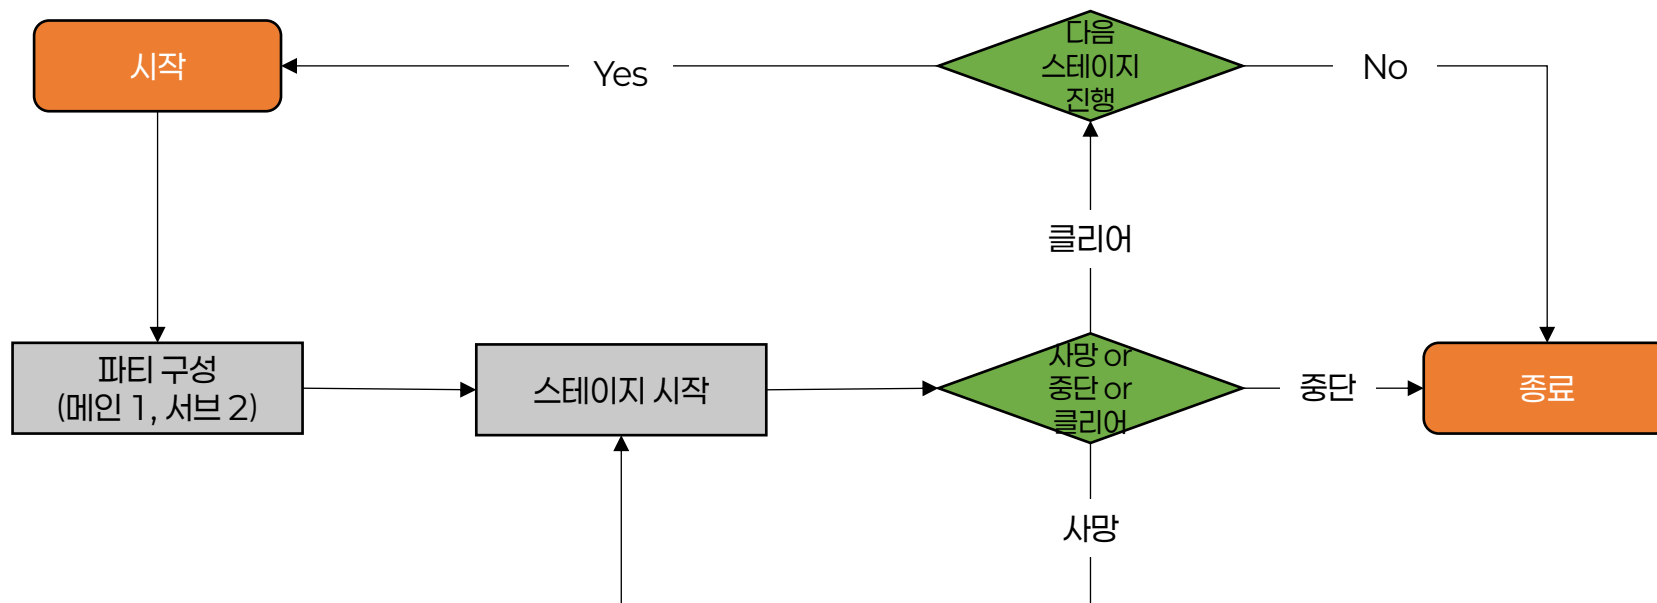 시작
Yes
다음
스테이지
진행
No
클리어
파티 구성
(메인 1, 서브 2)
스테이지 시작
사망 or
중단 or
클리어
중단
종료
사망